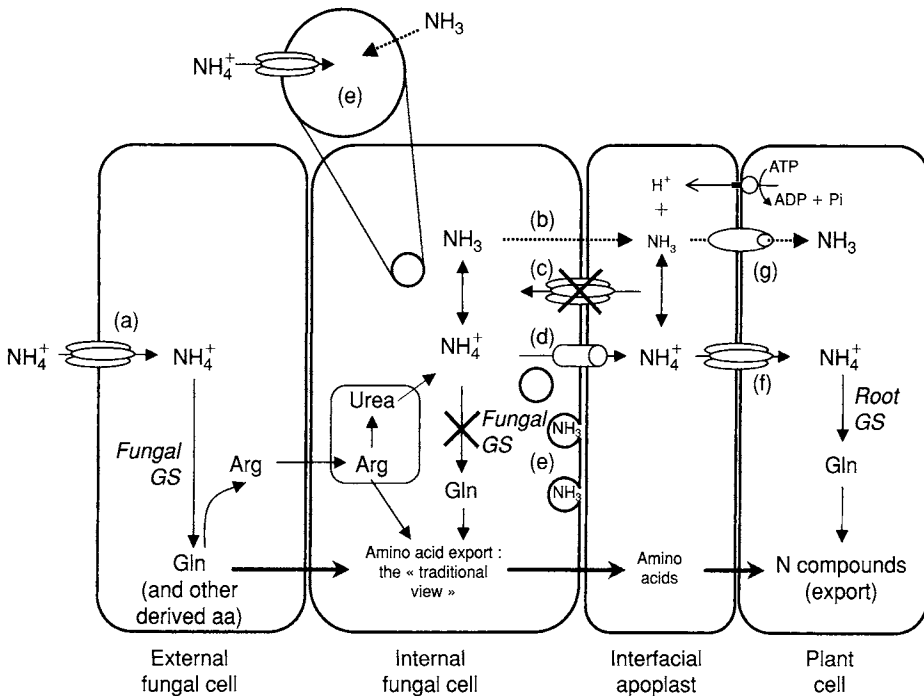 NH₃
NH₄⁺
(e)
ATP
H⁺
ADP + Pi
+
NH₃
(b)
NH₃
NH₃
(g)
(c)
(a)
(d)
NH₄⁺
NH₄⁺
NH₄⁺
NH₄⁺
NH₄⁺
(f)
Urea
Fungal
GS
NH₃
Root
GS
Fungal
GS
Arg
Arg
(e)
Gln
NH₃
Gln
Gln
(and other
derived aa)
Amino acid export :
the « traditional
view »
Amino
acids
N compounds
(export)
External
fungal cell
Internal
fungal cell
Interfacial
apoplast
Plant
cell